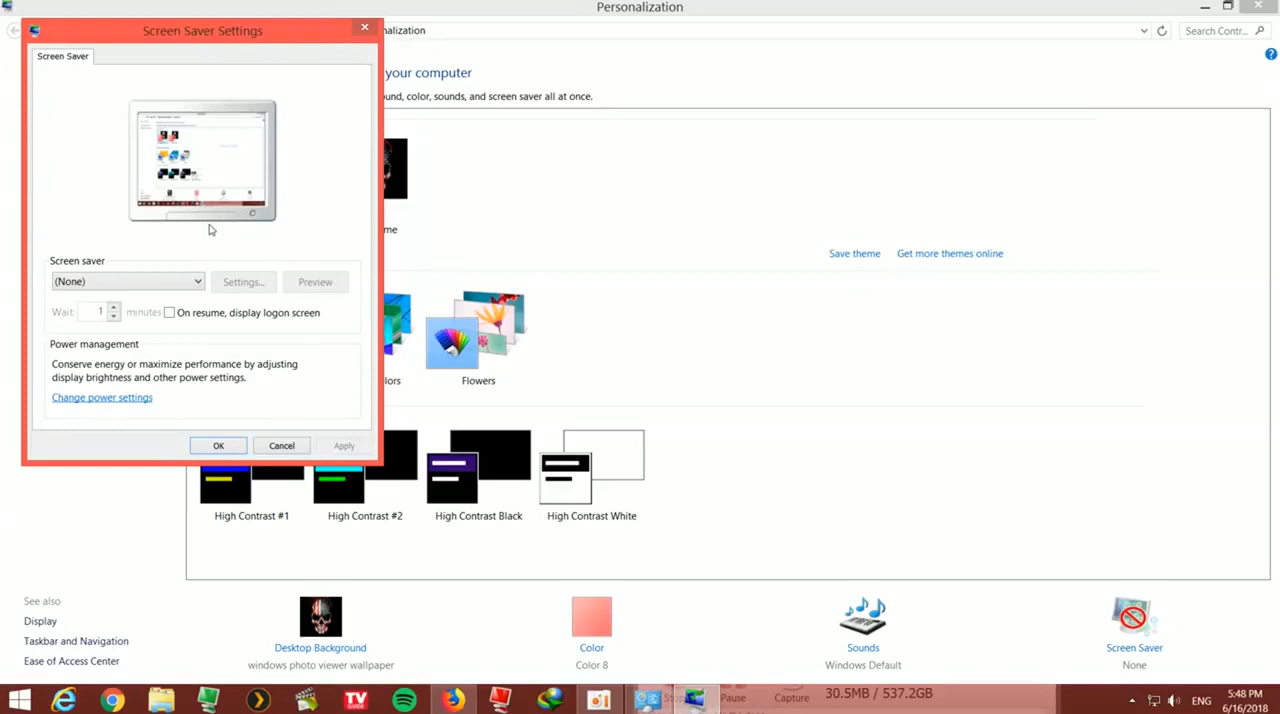 Personalization
Screen Saver Settings
nalization
Search Contr...
Screen Saver
your computer
und, color, sounds, and screen saver all at once.
me
Save theme
Get more themes online
Screen saver
(None)
Settings...
Preview
Wait:
1
minutes
On resume, display logon screen
Power management
Conserve energy or maximize performance by adjusting
display brightness and other power settings.
Change power settings
lors
Flowers
OK
Cancel
Apply
High Contrast #1
High Contrast #2
High Contrast Black
High Contrast White
See also
Display
Taskbar and Navigation
Ease of Access Center
Desktop Background
windows photo viewer wallpaper
Color
Color 8
Sounds
Windows Default
Screen Saver
None
TV
GUIDE
Stop
Pause
Capture
30.5MB / 537.2GB
ENG
5:48 PM
6/16/2018